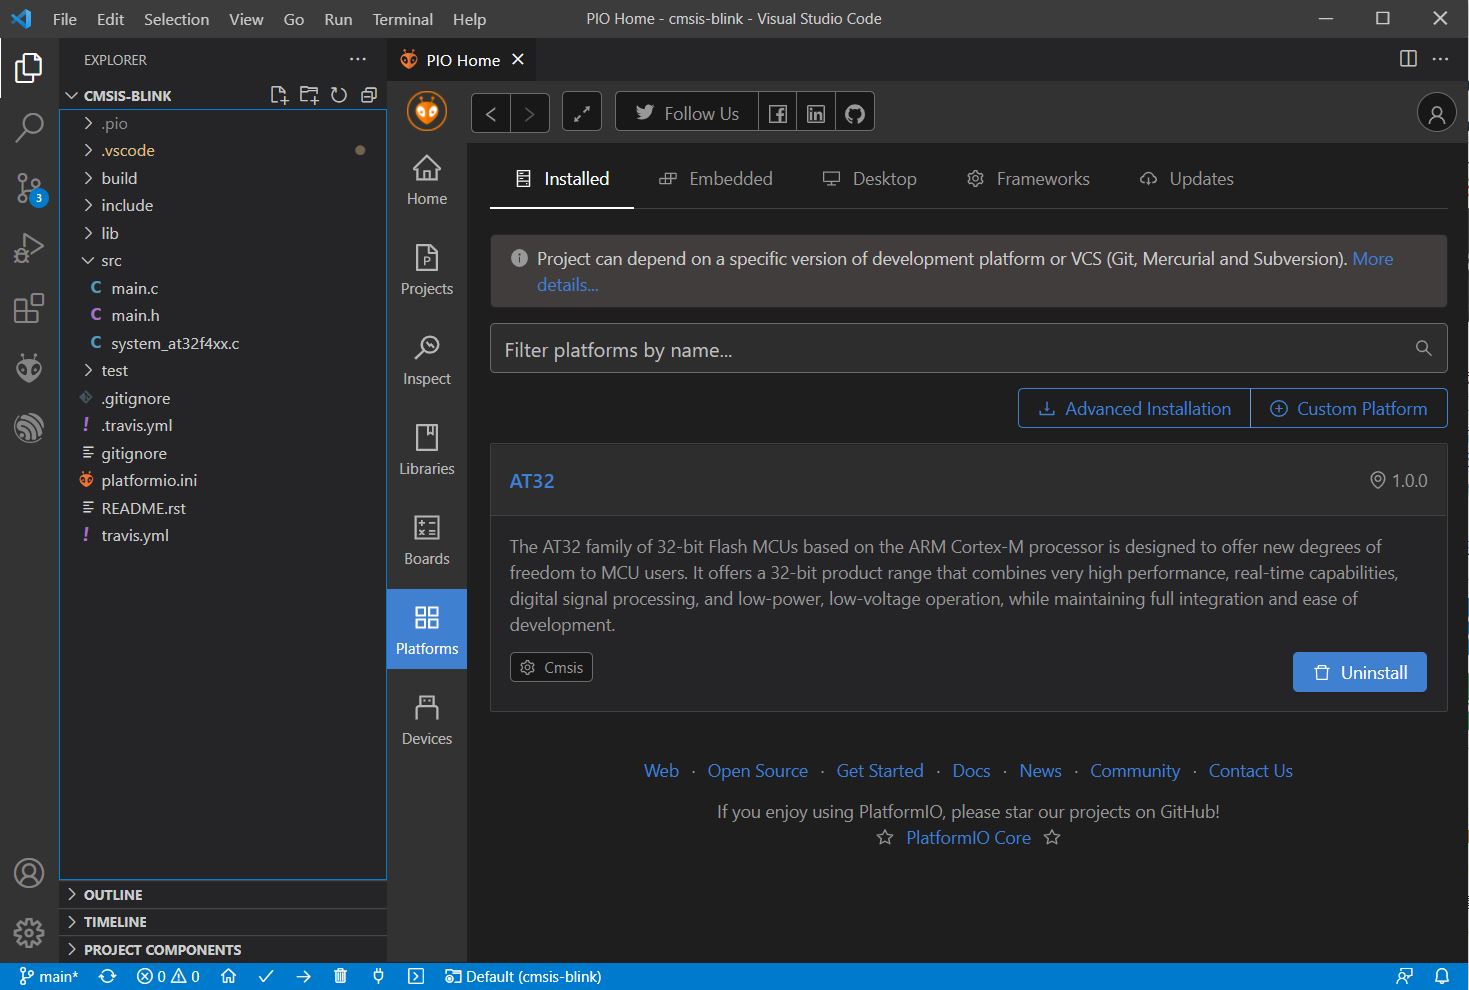 File Edit Selection View Go Run Terminal Help
PIO Home - cmsis-blink - Visual Studio Code
EXPLORER
CMSIS-BLINK
.pio
.vscode
build
include
lib
src
C main.c
C main.h
C system_at32f4xx.c
test
.gitignore
! .travis.yml
gitignore
platformio.ini
README.rst
! travis.yml
OUTLINE
TIMELINE
PROJECT COMPONENTS
3
PIO Home
Follow Us
Home
Projects
Inspect
Libraries
Boards
Platforms
Devices
Installed Embedded Desktop Frameworks Updates
Project can depend on a specific version of development platform or VCS (Git, Mercurial and Subversion). More
details...
Filter platforms by name...
Advanced Installation Custom Platform
AT32 1.0.0
The AT32 family of 32-bit Flash MCUs based on the ARM Cortex-M processor is designed to offer new degrees of
freedom to MCU users. It offers a 32-bit product range that combines very high performance, real-time capabilities,
digital signal processing, and low-power, low-voltage operation, while maintaining full integration and ease of
development.
Cmsis
Uninstall
Web · Open Source · Get Started · Docs · News · Community · Contact Us
If you enjoy using PlatformIO, please star our projects on GitHub!
PlatformIO Core
main* 0 0 Default (cmsis-blink)